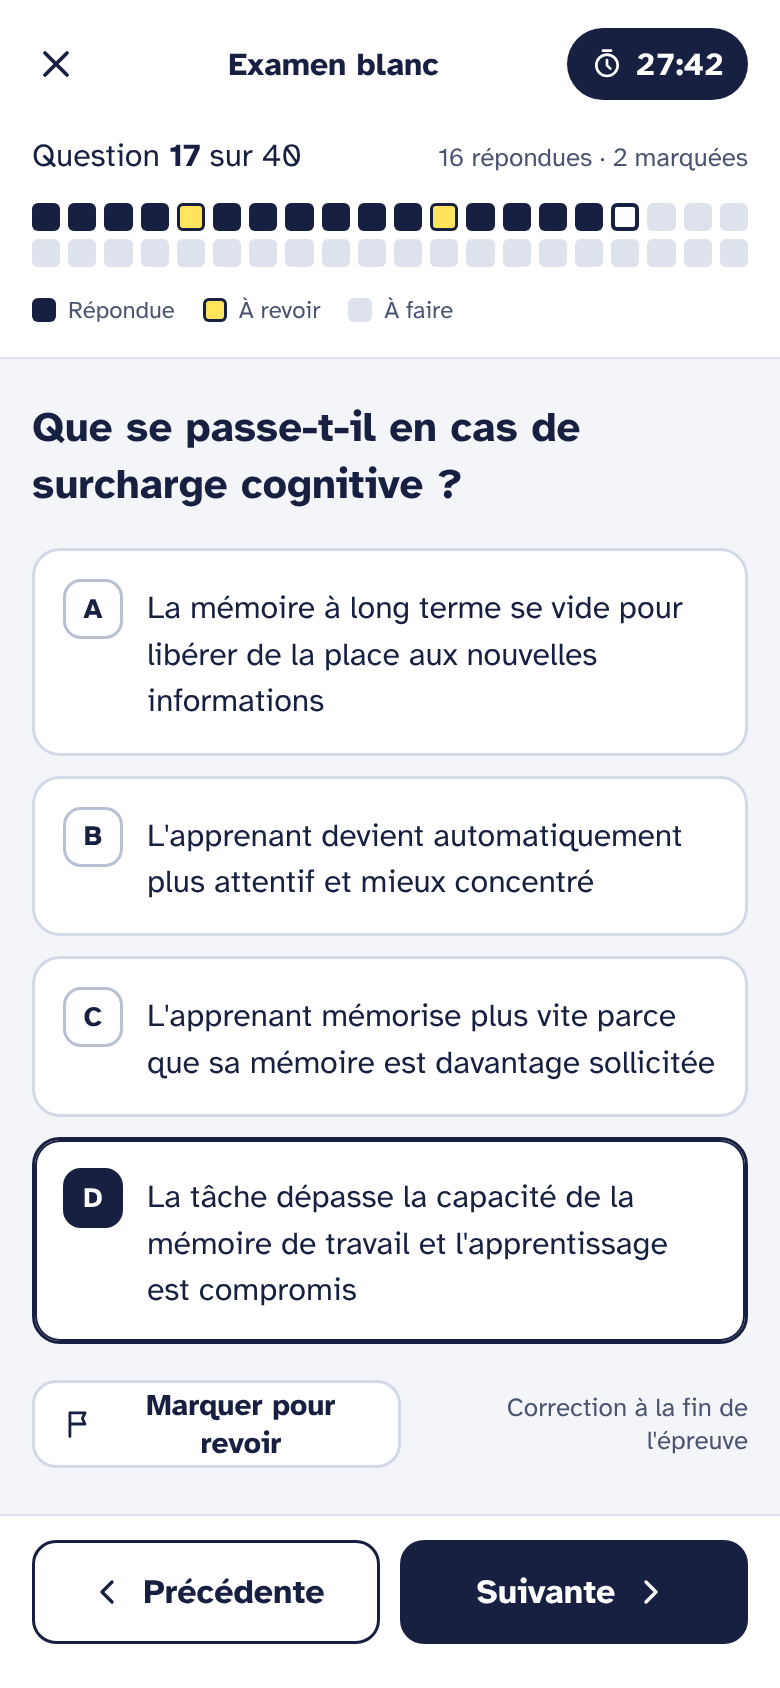 Examen blanc
27:42
Question 17 sur 40
16 répondues · 2 marquées
Répondue
À revoir
À faire
Que se passe-t-il en cas de
surcharge cognitive ?
A
La mémoire à long terme se vide pour
libérer de la place aux nouvelles
informations
B
L'apprenant devient automatiquement
plus attentif et mieux concentré
C
L'apprenant mémorise plus vite parce
que sa mémoire est davantage sollicitée
D
La tâche dépasse la capacité de la
mémoire de travail et l'apprentissage
est compromis
Marquer pour
revoir
Correction à la fin de
l'épreuve
Précédente
Suivante